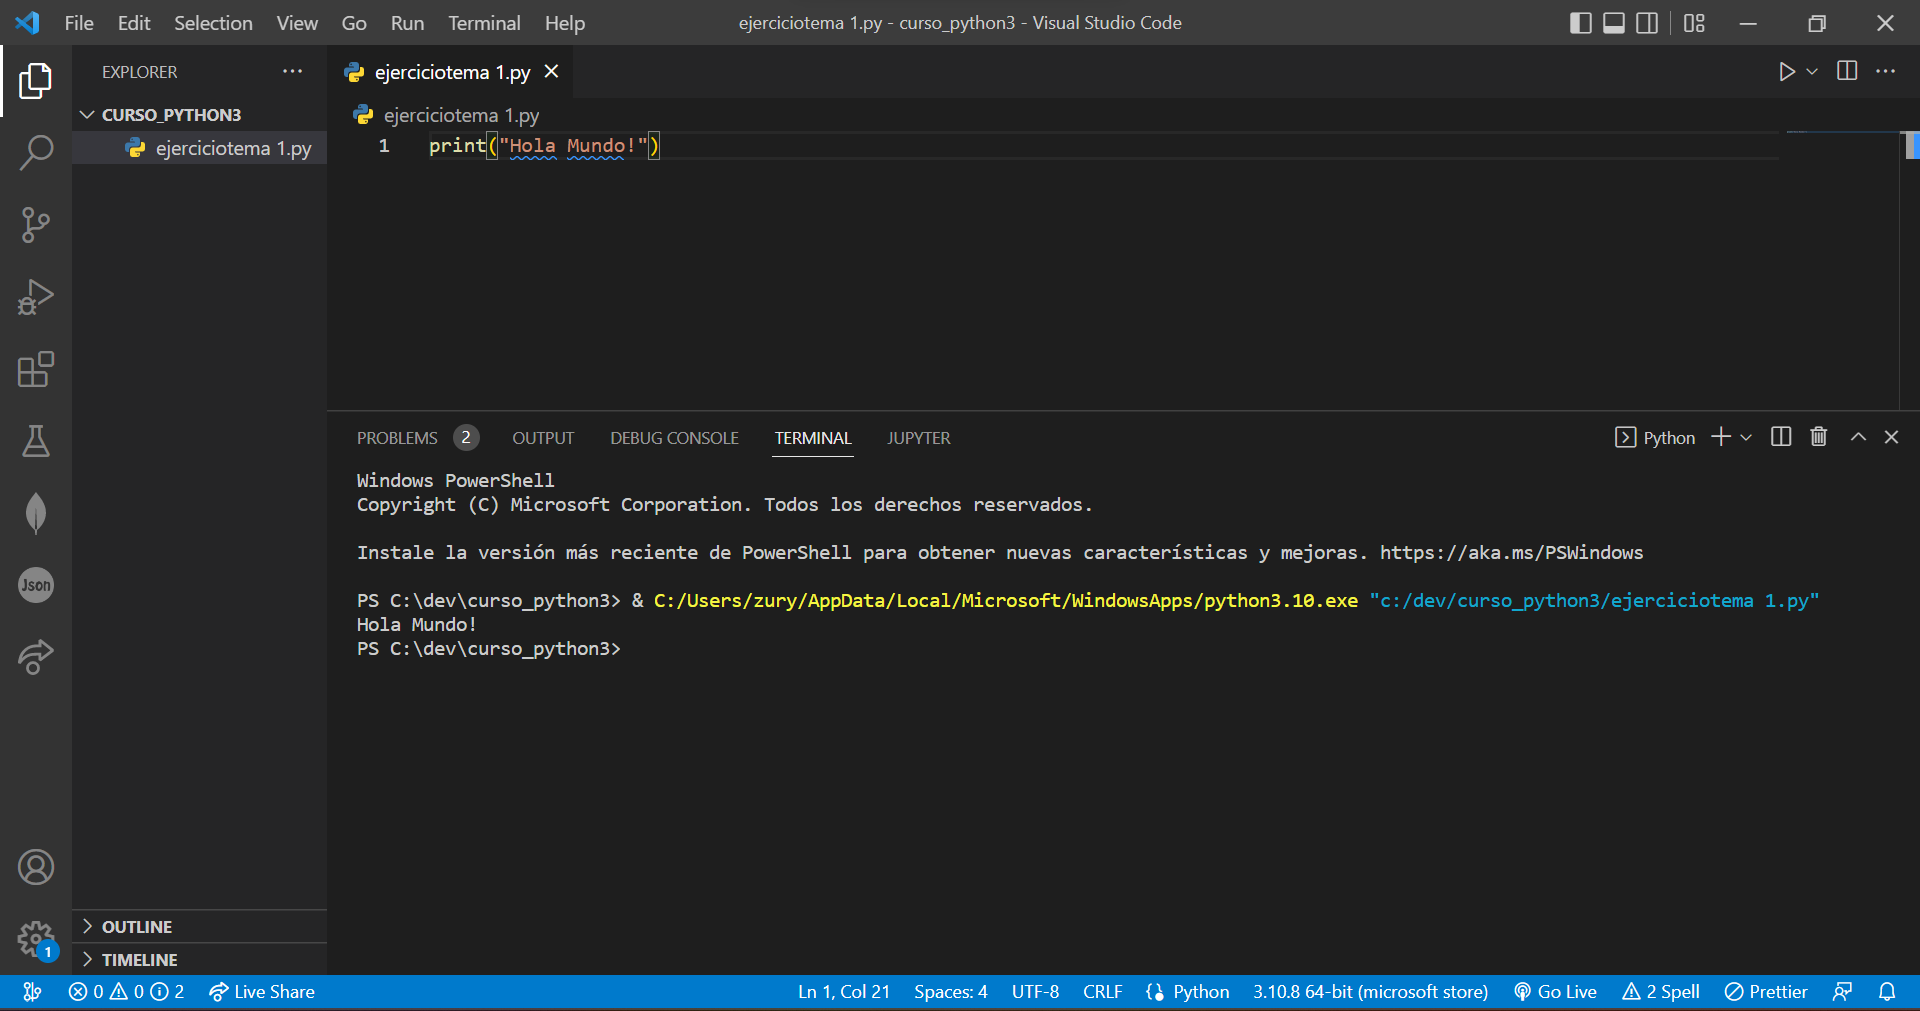 File Edit Selection View Go Run Terminal Help ejerciciotema 1.py - curso_python3 - Visual Studio Code
EXPLORER
ejerciciotema 1.py
CURSO_PYTHON3
ejerciciotema 1.py
ejerciciotema 1.py
1 print("Hola Mundo!")
PROBLEMS 2 OUTPUT DEBUG CONSOLE TERMINAL JUPYTER Python
Windows PowerShell
Copyright (C) Microsoft Corporation. Todos los derechos reservados.
Instale la versión más reciente de PowerShell para obtener nuevas características y mejoras. https://aka.ms/PSWindows
PS C:\dev\curso_python3> & C:/Users/zury/AppData/Local/Microsoft/WindowsApps/python3.10.exe "c:/dev/curso_python3/ejerciciotema 1.py"
Hola Mundo!
PS C:\dev\curso_python3>
Json
OUTLINE
1
TIMELINE
0 0 2 Live Share Ln 1, Col 21 Spaces: 4 UTF-8 CRLF Python 3.10.8 64-bit (microsoft store) Go Live 2 Spell Prettier